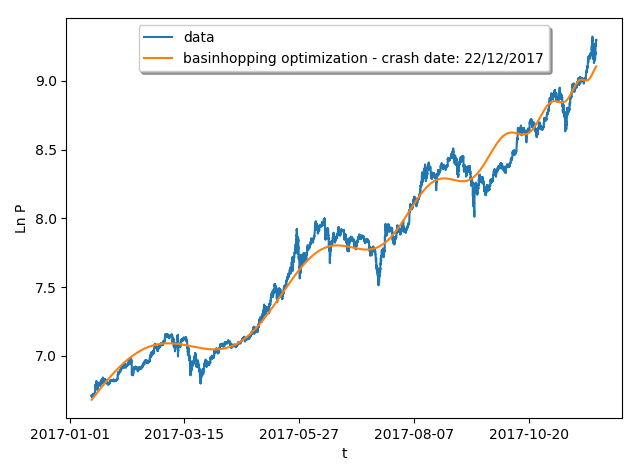 data
basinhopping optimization - crash date: 22/12/2017
9.0
8.5
8.0
7.5
7.0
Ln P
2017-01-01 2017-03-15 2017-05-27 2017-08-07 2017-10-20
t